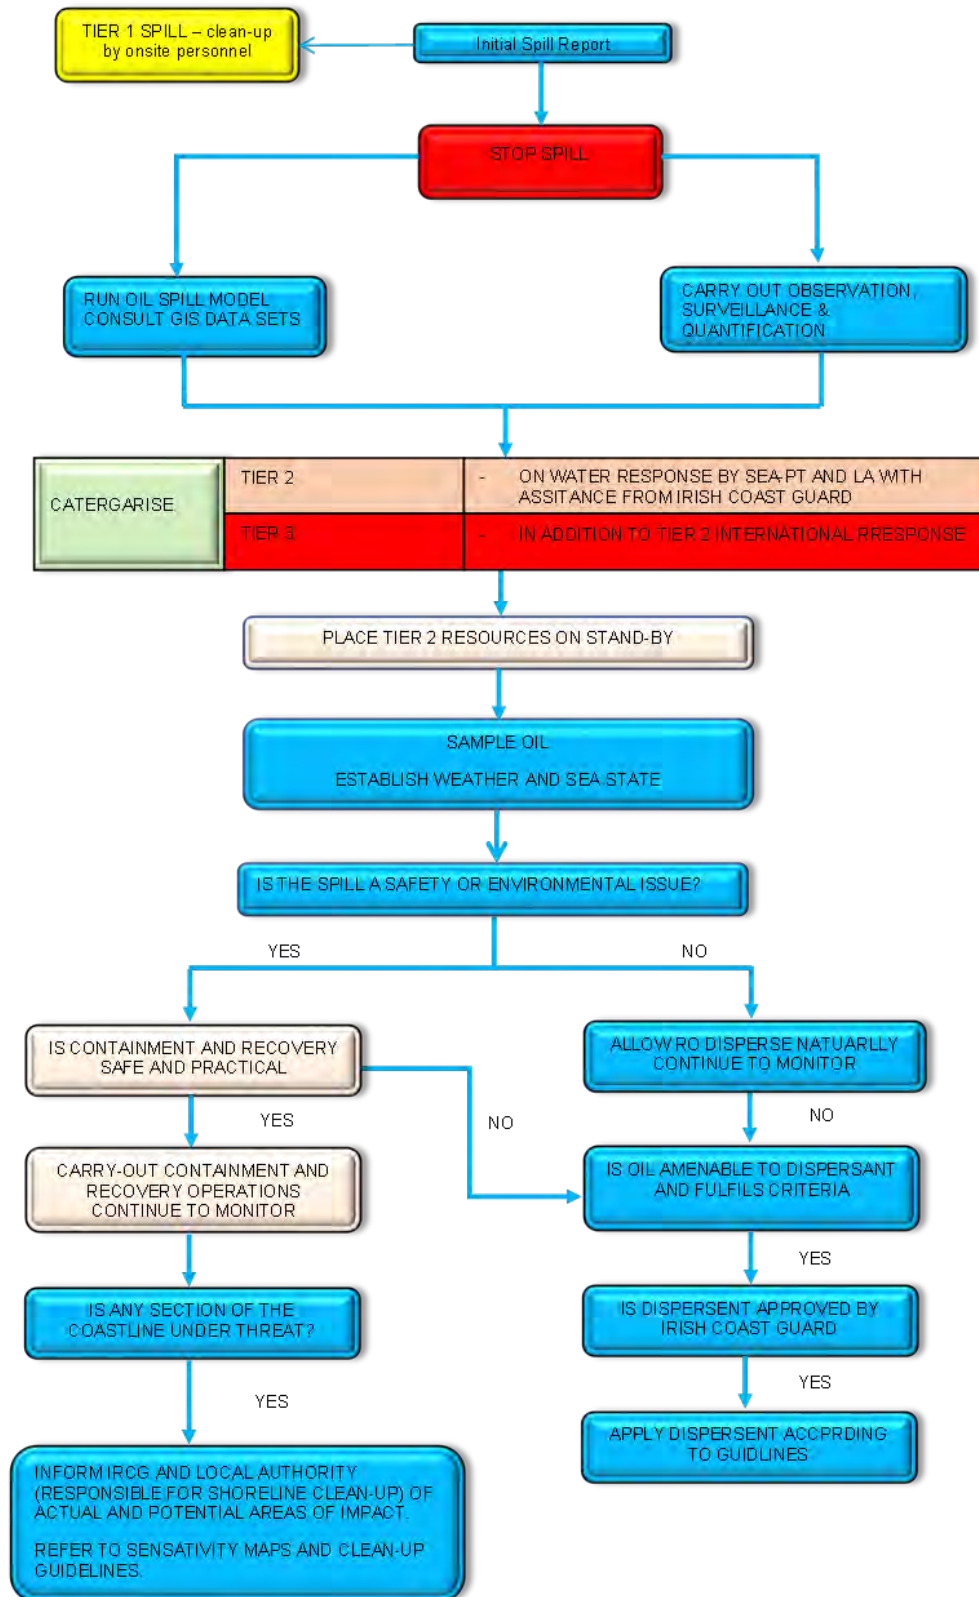 TIER 1 SPILL – clean-up
by onsite personnel
Initial Spill Report
STOP SPILL
RUN OIL SPILL MODEL
CONSULT GIS DATA SETS
CARRY OUT OBSERVATION,
SURVEILLANCE &
QUANTIFICATION
CATERGARISE
TIER 2
- ON WATER RESPONSE BY SEA-PT AND LA WITH
ASSITANCE FROM IRISH COAST GUARD
TIER 3
- IN ADDITION TO TIER 2 INTERNATIONAL RRESPONSE
PLACE TIER 2 RESOURCES ON STAND-BY
SAMPLE OIL
ESTABLISH WEATHER AND SEA STATE
IS THE SPILL A SAFETY OR ENVIRONMENTAL ISSUE?
YES
NO
IS CONTAINMENT AND RECOVERY
SAFE AND PRACTICAL
ALLOW RO DISPERSE NATUARLLY
CONTINUE TO MONITOR
YES
NO
NO
CARRY-OUT CONTAINMENT AND
RECOVERY OPERATIONS
CONTINUE TO MONITOR
IS OIL AMENABLE TO DISPERSANT
AND FULFILS CRITERIA
YES
IS ANY SECTION OF THE
COASTLINE UNDER THREAT?
IS DISPERSENT APPROVED BY
IRISH COAST GUARD
YES
YES
APPLY DISPERSENT ACCPRDING
TO GUIDLINES
INFORM IRCG AND LOCAL AUTHORITY
(RESPONSIBLE FOR SHORELINE CLEAN-UP) OF
ACTUAL AND POTENTIAL AREAS OF IMPACT.
REFER TO SENSATIVITY MAPS AND CLEAN-UP
GUIDELINES.